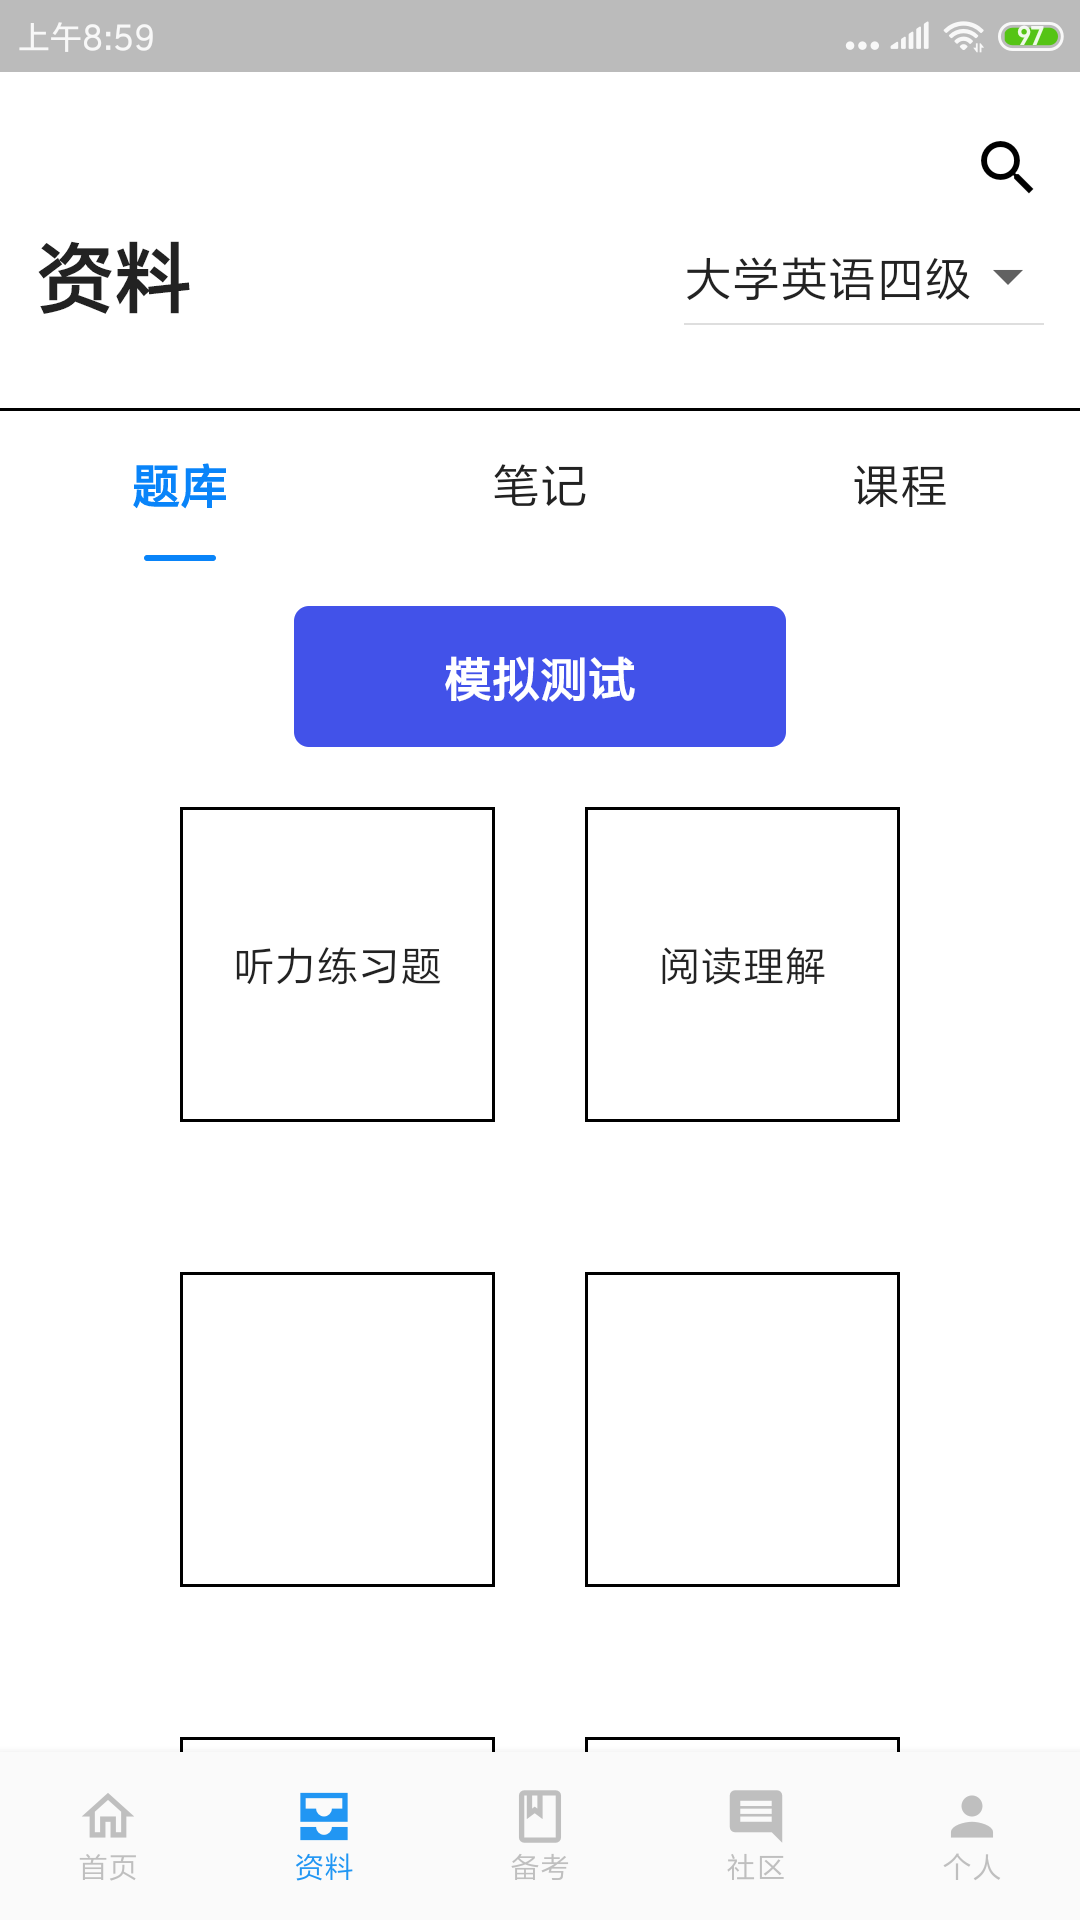 上午8:59
97
资料
大学英语四级
题库 笔记 课程
模拟测试
听力练习题 阅读理解
首页 资料 备考 社区 个人